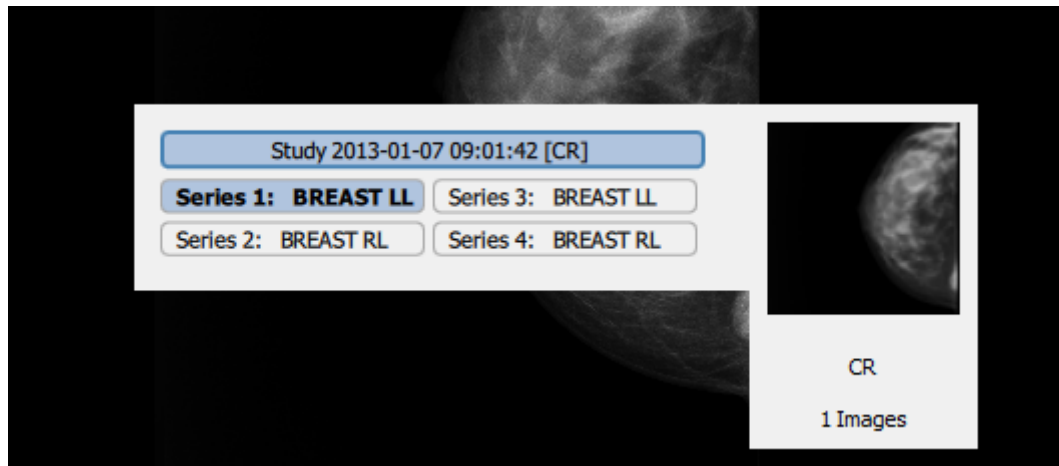 Study 2013-01-07 09:01:42 [CR]
Series 1: BREAST LL
Series 3: BREAST LL
Series 2: BREAST RL
Series 4: BREAST RL
CR
1 Images